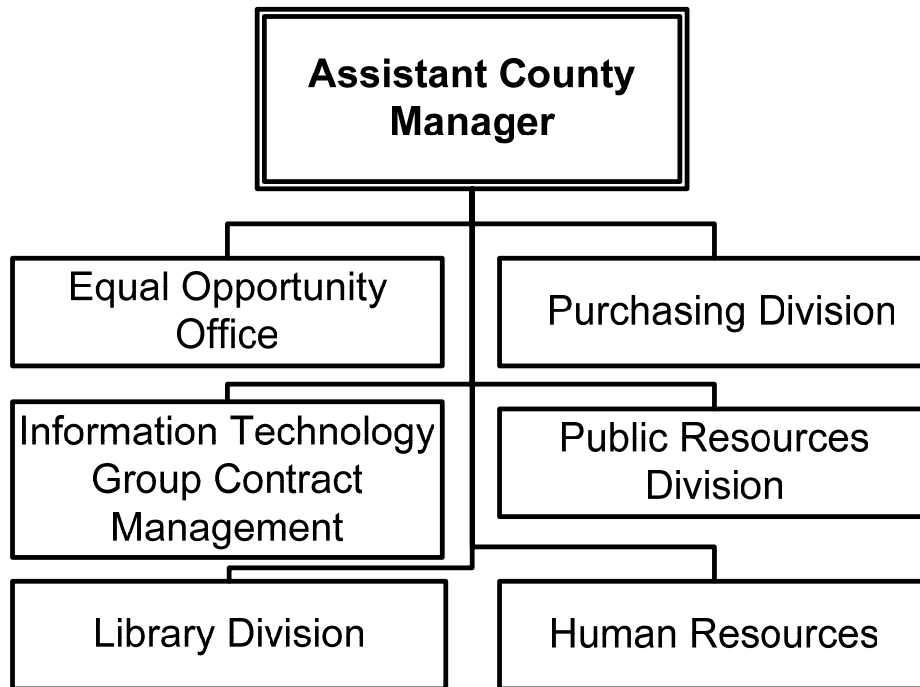 Assistant County
Manager
Equal Opportunity
Office
Purchasing Division
Information Technology
Group Contract
Management
Public Resources
Division
Library Division
Human Resources